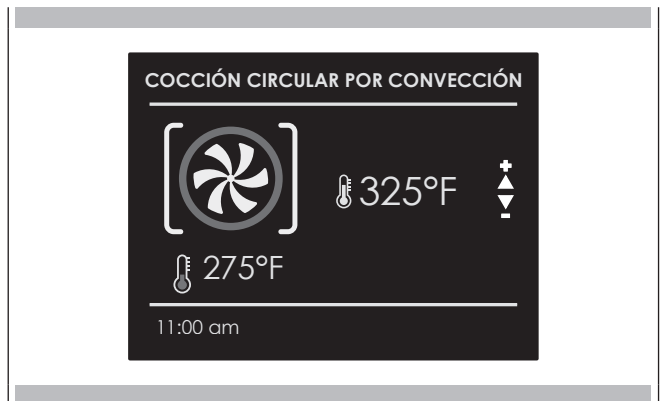 COCCIÓN CIRCULAR POR CONVECCIÓN
325°F
+
-
275°F
11:00 am